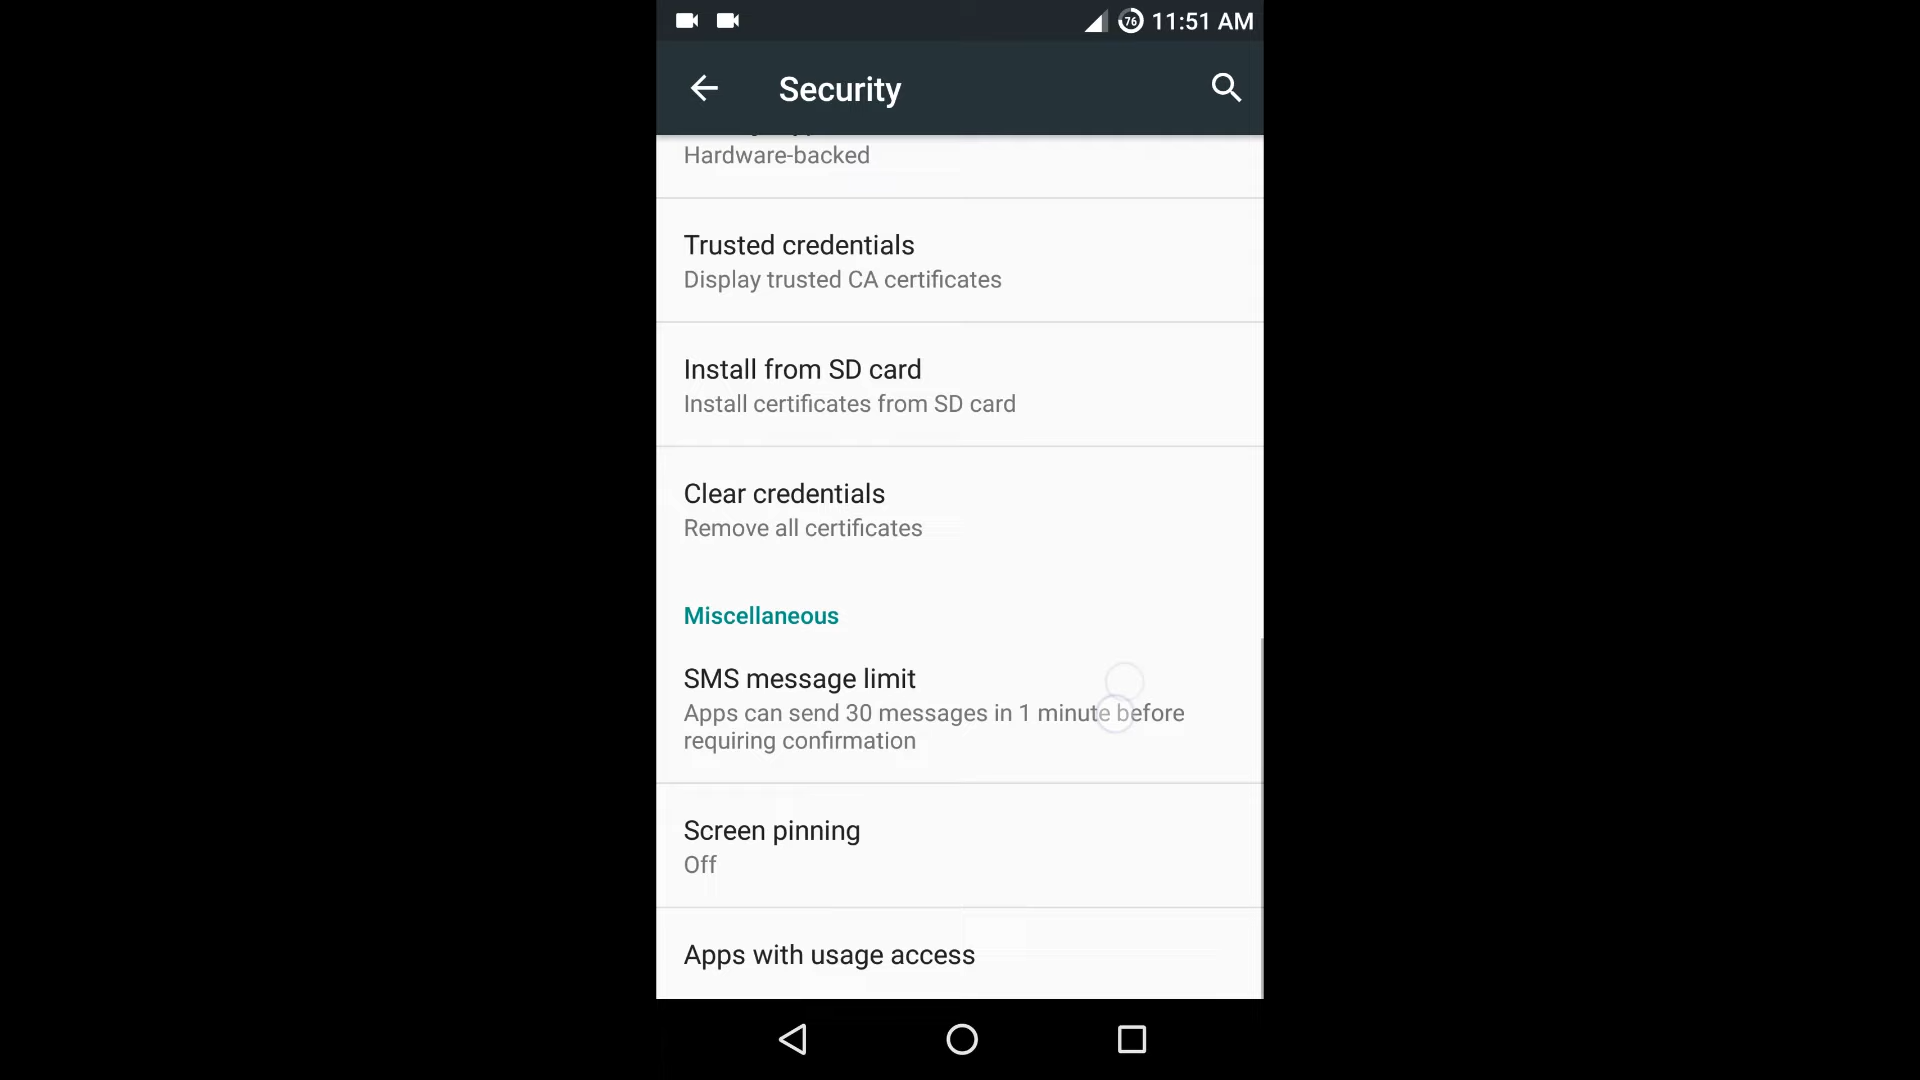 76 11:51 AM
Security
Hardware-backed
Trusted credentials
Display trusted CA certificates
Install from SD card
Install certificates from SD card
Clear credentials
Remove all certificates
Miscellaneous
SMS message limit
Apps can send 30 messages in 1 minute before
requiring confirmation
Screen pinning
Off
Apps with usage access